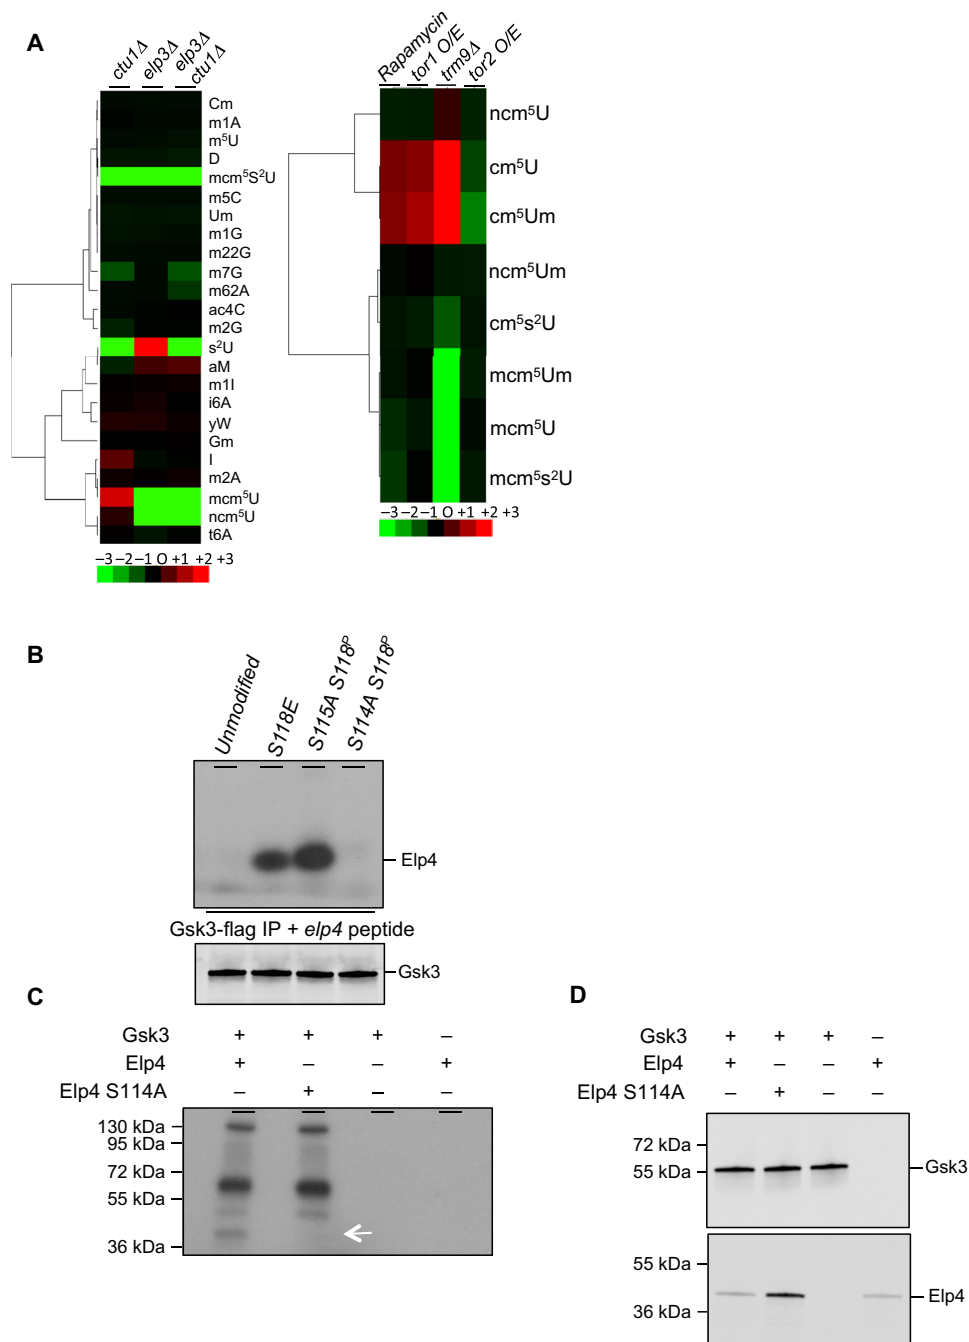 A
ctu1Δ
elp3Δ
elp3Δ
ctu1Δ
Cm
m1A
m⁵U
D
mcm⁵S²U
m5C
Um
m1G
m22G
m7G
m62A
ac4C
m2G
s²U
aM
m1I
i6A
yW
Gm
I
m2A
mcm⁵U
ncm⁵U
t6A
−3 −2 −1 O +1 +2 +3
Rapamycin
tor1 O/E
trm9Δ
tor2 O/E
ncm⁵U
cm⁵U
cm⁵Um
ncm⁵Um
cm⁵s²U
mcm⁵Um
mcm⁵U
mcm⁵s²U
−3 −2 −1 O +1 +2 +3
B
Unmodified
S118E
S115A S118ᴾ
S114A S118ᴾ
Elp4
Gsk3-flag IP + elp4 peptide
Gsk3
C
Gsk3 + + + −
Elp4 + − − +
Elp4 S114A − + − −
130 kDa
95 kDa
72 kDa
55 kDa
36 kDa
D
Gsk3 + + + −
Elp4 + − − +
Elp4 S114A − + − −
72 kDa
55 kDa
Gsk3
55 kDa
36 kDa
Elp4